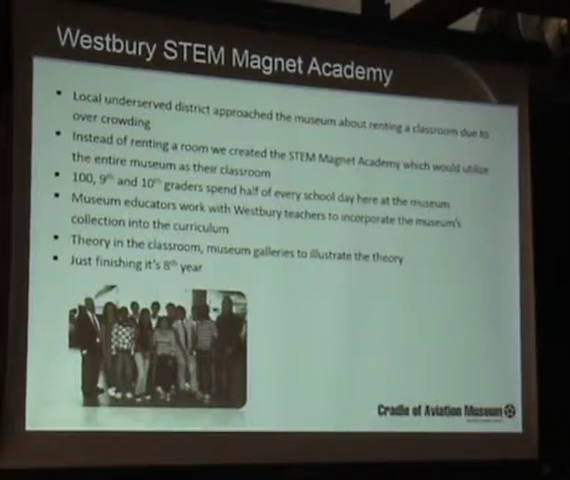 Westbury STEM Magnet Academy
Local underserved district approached the museum about renting a classroom due to
over crowding
Instead of renting a room we created the STEM Magnet Academy which would utilize
the entire museum as their classroom
100, 9th and 10th graders spend half of every school day here at the museum
Museum educators work with Westbury teachers to incorporate the museum's
collection into the curriculum
Theory in the classroom, museum galleries to illustrate the theory
Just finishing it's 8th year
Cradle of Aviation Museum